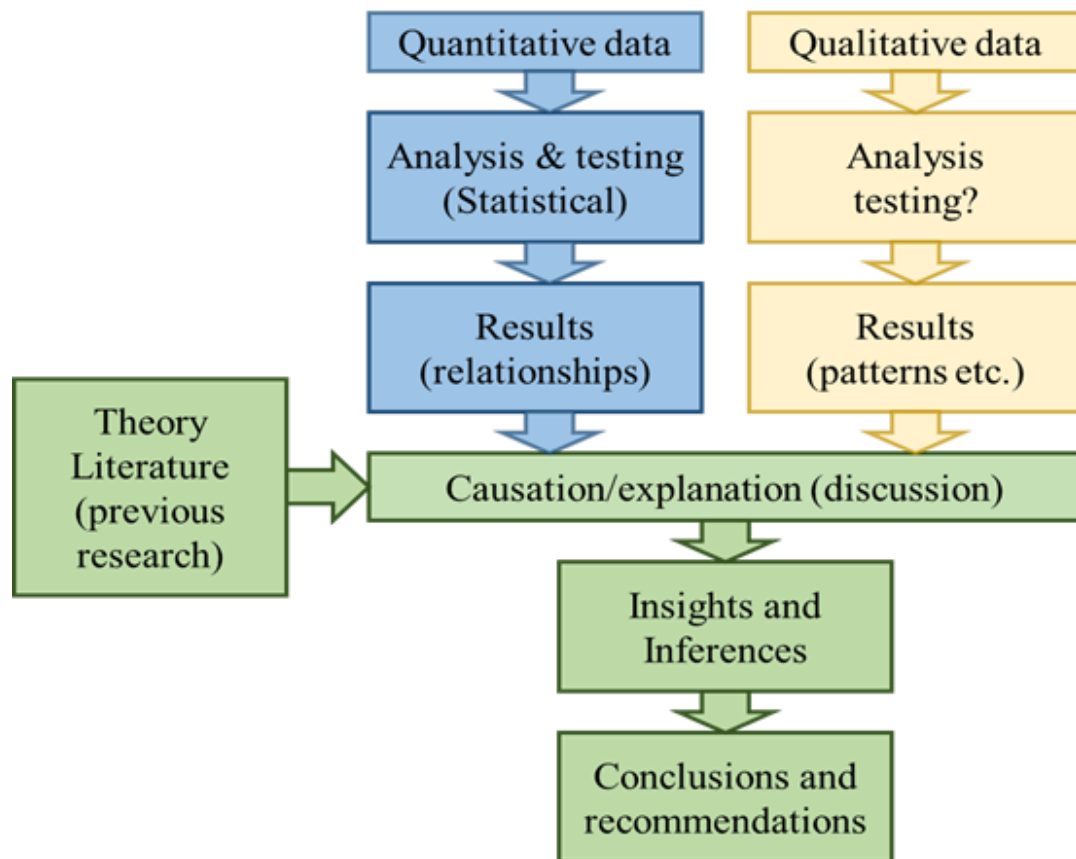 Quantitative data
Qualitative data
Analysis & testing
(Statistical)
Analysis
testing?
Results
(relationships)
Results
(patterns etc.)
Theory
Literature
(previous
research)
Causation/explanation (discussion)
Insights and
Inferences
Conclusions and
recommendations